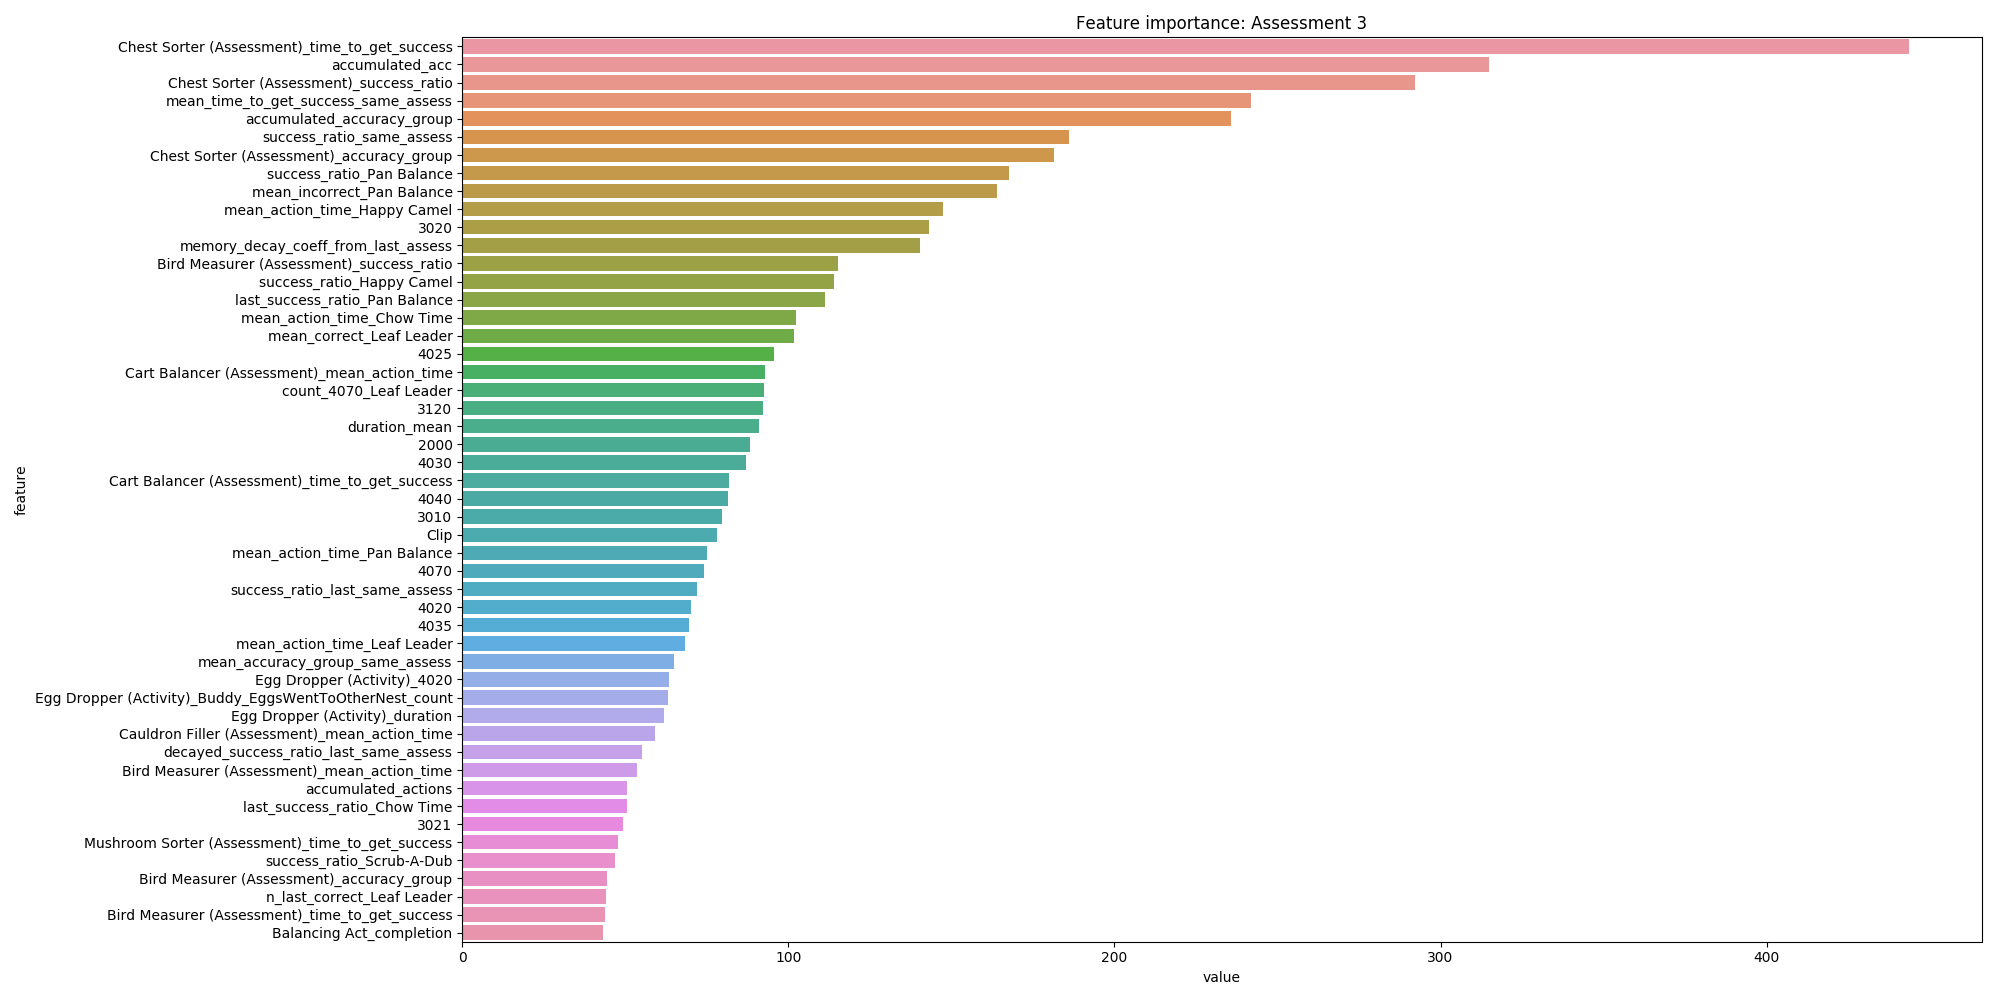 Feature importance: Assessment 3
Chest Sorter (Assessment)_time_to_get_success
accumulated_acc
Chest Sorter (Assessment)_success_ratio
mean_time_to_get_success_same_assess
accumulated_accuracy_group
success_ratio_same_assess
Chest Sorter (Assessment)_accuracy_group
success_ratio_Pan Balance
mean_incorrect_Pan Balance
mean_action_time_Happy Camel
3020
memory_decay_coeff_from_last_assess
Bird Measurer (Assessment)_success_ratio
success_ratio_Happy Camel
last_success_ratio_Pan Balance
mean_action_time_Chow Time
mean_correct_Leaf Leader
4025
Cart Balancer (Assessment)_mean_action_time
count_4070_Leaf Leader
3120
duration_mean
2000
4030
Cart Balancer (Assessment)_time_to_get_success
4040
3010
Clip
mean_action_time_Pan Balance
4070
success_ratio_last_same_assess
4020
4035
mean_action_time_Leaf Leader
mean_accuracy_group_same_assess
Egg Dropper (Activity)_4020
Egg Dropper (Activity)_Buddy_EggsWentToOtherNest_count
Egg Dropper (Activity)_duration
Cauldron Filler (Assessment)_mean_action_time
decayed_success_ratio_last_same_assess
Bird Measurer (Assessment)_mean_action_time
accumulated_actions
last_success_ratio_Chow Time
3021
Mushroom Sorter (Assessment)_time_to_get_success
success_ratio_Scrub-A-Dub
Bird Measurer (Assessment)_accuracy_group
n_last_correct_Leaf Leader
Bird Measurer (Assessment)_time_to_get_success
Balancing Act_completion
feature
0 100 200 300 400
value